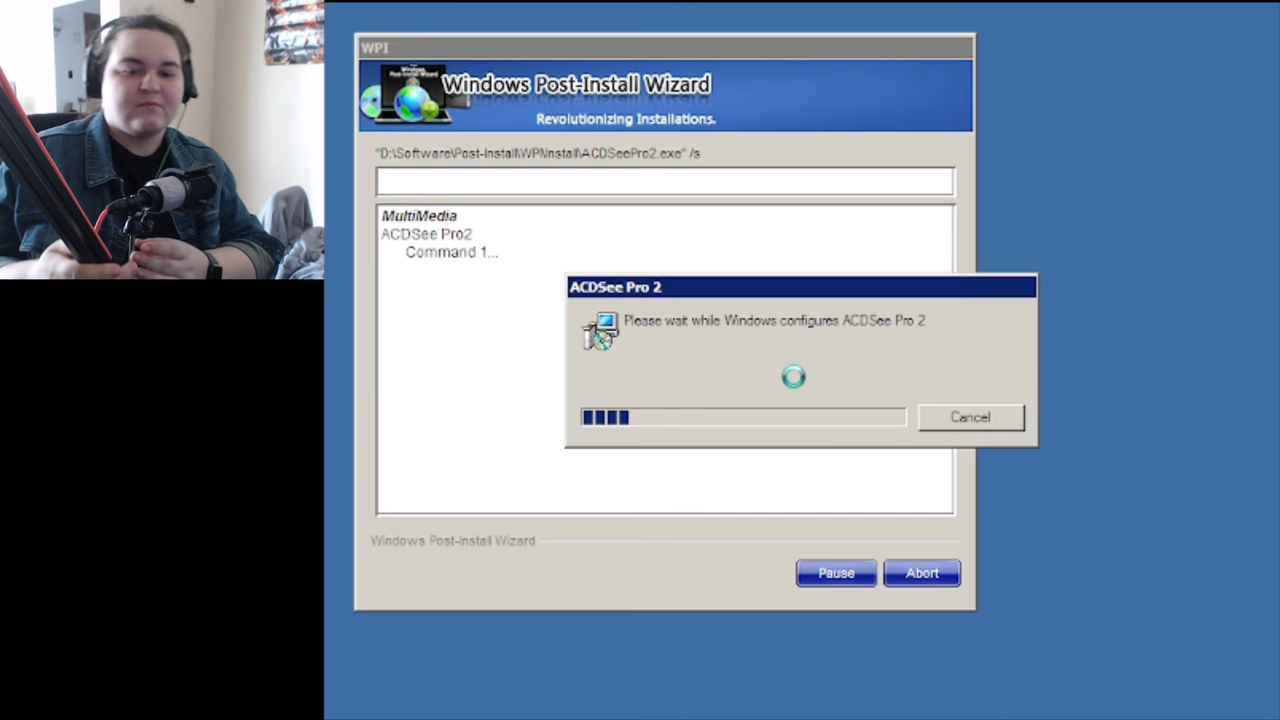 WPI
Windows Post-Install Wizard
Revolutionizing Installations.
"D:\Software\Post-Install\WPI\Install\ACDSeePro2.exe" /s
MultiMedia
ACDSee Pro2
Command 1...
ACDSee Pro 2
Please wait while Windows configures ACDSee Pro 2
Cancel
Windows Post-Install Wizard
Pause
Abort